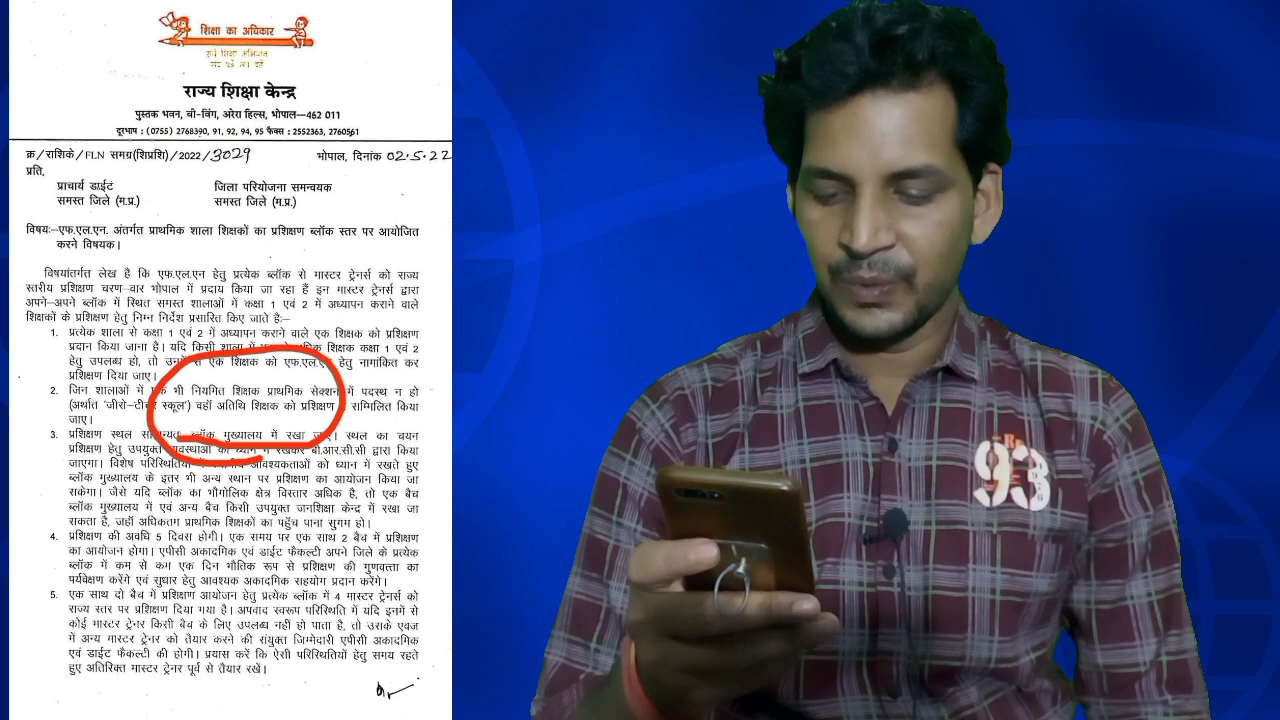 शिक्षा का अधिकार
सर्व शिक्षा अभियान
सब पढ़ें सब बढ़ें
राज्य शिक्षा केन्द्र
पुस्तक भवन, बी–विंग, अरेरा हिल्स, भोपाल—462 011
दूरभाष : (0755) 2768390, 91, 92, 94, 95 फैक्स : 2552363, 2760561
क्र/राशिके/FLN समग्र(शिप्रशि)/2022/3029 भोपाल, दिनांक 02.5.22
प्रति,
प्राचार्य डाईट जिला परियोजना समन्वयक
समस्त जिले (म.प्र.) समस्त जिले (म.प्र.)
विषय:–एफ.एल.एन. अंतर्गत प्राथमिक शाला शिक्षकों का प्रशिक्षण ब्लॉक स्तर पर आयोजित
करने विषयक।
विषयांतर्गत लेख है कि एफ.एल.एन हेतु प्रत्येक ब्लॉक से मास्टर ट्रेनर्स को राज्य
स्तरीय प्रशिक्षण चरण–वार भोपाल में प्रदाय किया जा रहा हैं इन मास्टर ट्रेनर्स द्वारा
अपने–अपने ब्लॉक में स्थित समस्त शालाओं में कक्षा 1 एवं 2 में अध्यापन कराने वाले
शिक्षकों के प्रशिक्षण हेतु निम्न निर्देश प्रसारित किए जाते है:–
1. प्रत्येक शाला से कक्षा 1 एवं 2 में अध्यापन कराने वाले एक शिक्षक को प्रशिक्षण
प्रदान किया जाना है। यदि किसी शाला में शिक्षक कक्षा 1 एवं 2
हेतु उपलब्ध हो, तो उनमें से एक शिक्षक को एफ.एल.एन हेतु नामांकित कर
प्रशिक्षण दिया जाए।
2. जिन शालाओं में एक भी नियमित शिक्षक प्राथमिक सेक्शन में पदस्थ न हो
(अर्थात 'जीरो–टीचर स्कूल') वहाँ अतिथि शिक्षक को प्रशिक्षण सम्मिलित किया
जाए।
3. प्रशिक्षण स्थल सामान्यतः ब्लॉक मुख्यालय में रखा जाए। स्थल का चयन
प्रशिक्षण हेतु उपयुक्त व्यवस्थाओं को ध्यान में रखकर बी.आर.सी.सी द्वारा किया
जाएगा। विशेष परिस्थितियों में आवश्यकताओं को ध्यान में रखते हुए
ब्लॉक मुख्यालय के इतर भी अन्य स्थान पर प्रशिक्षण का आयोजन किया जा
सकेगा। जैसे यदि ब्लॉक का भौगोलिक क्षेत्र विस्तार अधिक है, तो एक बैच
ब्लॉक मुख्यालय में एवं अन्य बैच किसी उपयुक्त जनशिक्षा केन्द्र में रखा जा
सकता है, जहाँ अधिकतम प्राथमिक शिक्षकों का पहुँच पाना सुगम हो।
4. प्रशिक्षण की अवधि 5 दिवस होगी। एक समय पर एक साथ 2 बैच में प्रशिक्षण
का आयोजन होगा। एपीसी अकादमिक एवं डाईट फैकल्टी अपने जिले के प्रत्येक
ब्लॉक में कम से कम एक दिन भौतिक रूप से प्रशिक्षण की गुणवत्ता का
पर्यवेक्षण करेंगे एवं सुधार हेतु आवश्यक अकादमिक सहयोग प्रदान करेंगे।
5. एक साथ दो बैच में प्रशिक्षण आयोजन हेतु प्रत्येक ब्लॉक में 4 मास्टर ट्रेनर्स को
राज्य स्तर पर प्रशिक्षण दिया गया है। अपवाद स्वरूप परिस्थिति में यदि इनमें से
कोई मास्टर ट्रेनर किसी बैच के लिए उपलब्ध नहीं हो पाता है, तो उसके एवज
में अन्य मास्टर ट्रेनर को तैयार करने की संयुक्त जिम्मेदारी एपीसी अकादमिक
एवं डाईट फैकल्टी की होगी। प्रयास करें कि ऐसी परिस्थितियों हेतु समय रहते
हुए अतिरिक्त मास्टर ट्रेनर पूर्व से तैयार रखें।
93